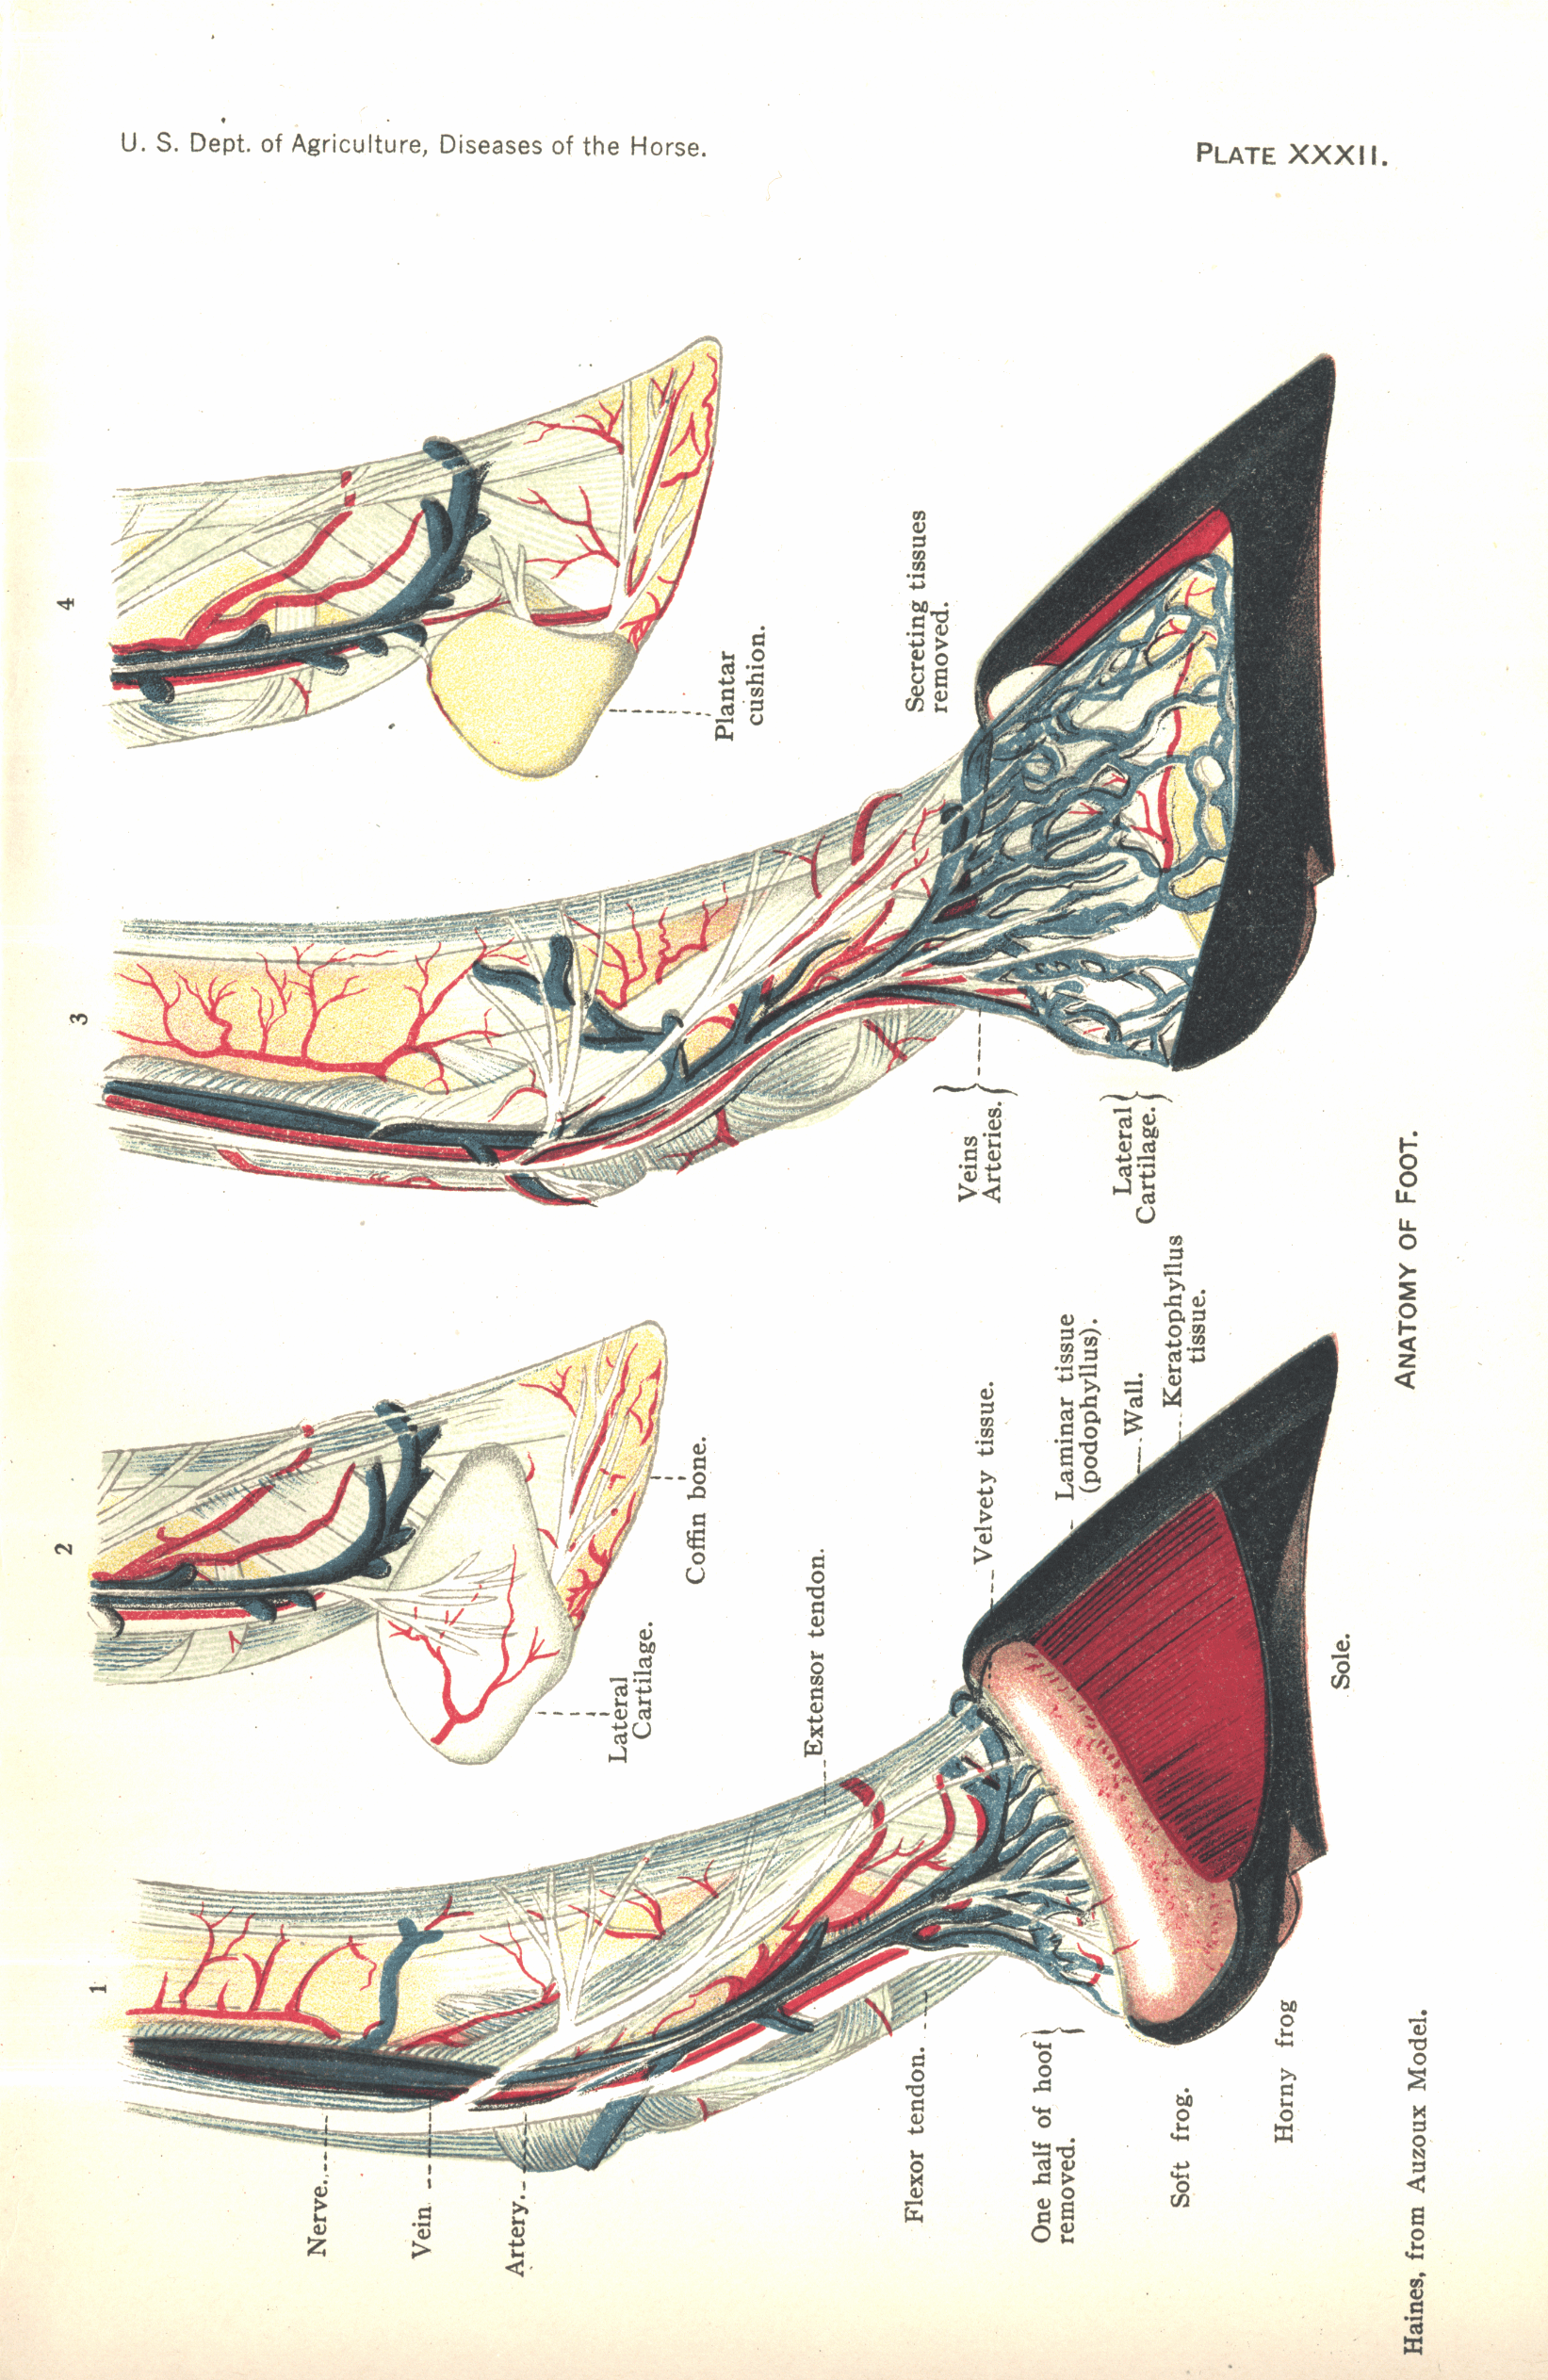 U. S. Dept. of Agriculture, Diseases of the Horse.
PLATE XXXII.
1
Nerve.
Vein
Artery.
Extensor tendon.
Flexor tendon.
Velvety tissue.
One half of hoof
removed.
Laminar tissue
(podophyllus).
Wall.
Keratophyllus
tissue.
Soft frog.
Horny frog
Sole.
2
Lateral
Cartilage.
Coffin bone.
3
Secreting tissues
removed.
Veins
Arteries.
Lateral
Cartilage.
4
Plantar
cushion.
Haines, from Auzoux Model.
ANATOMY OF FOOT.